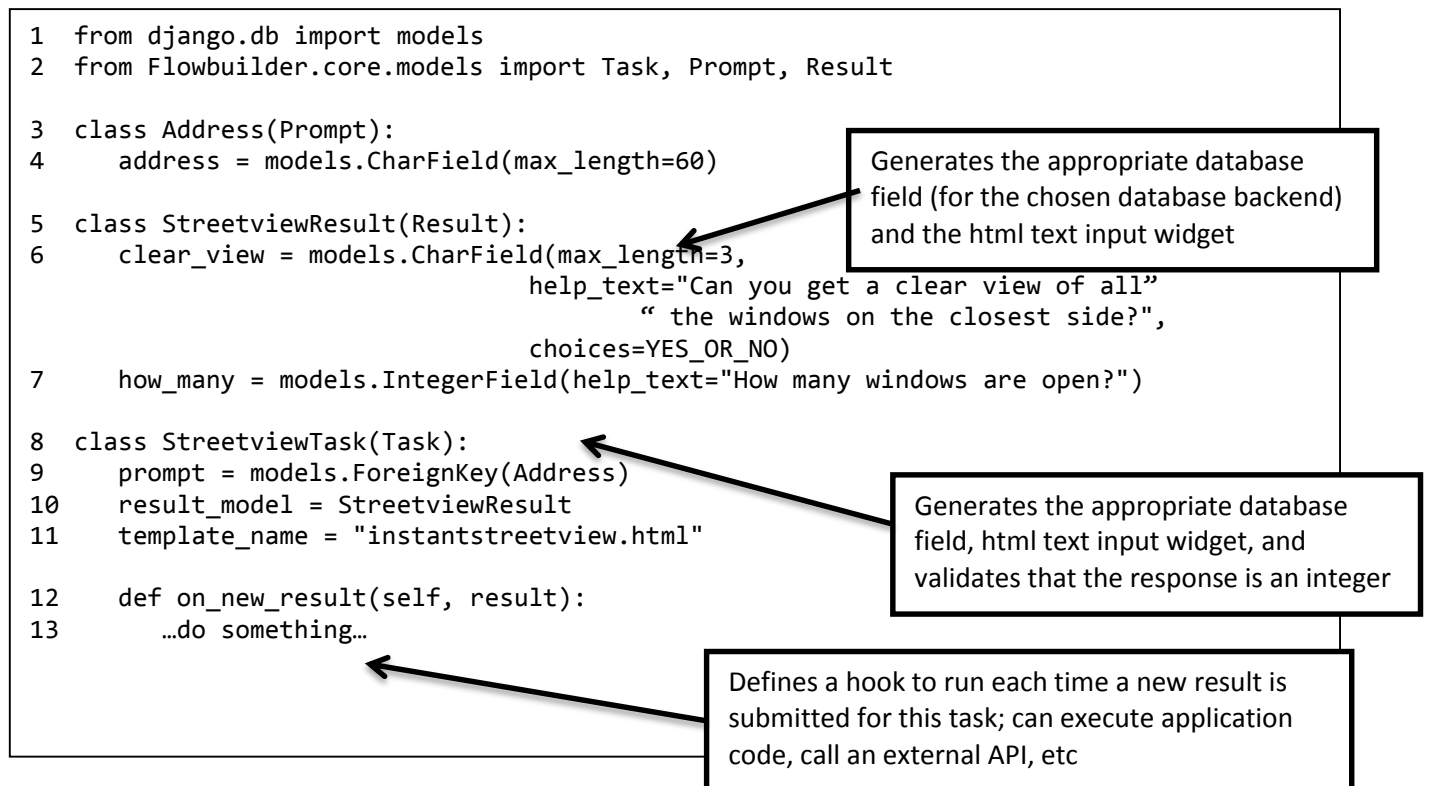 1 from django.db import models
2 from Flowbuilder.core.models import Task, Prompt, Result
3 class Address(Prompt):
4 address = models.CharField(max_length=60)
5 class StreetviewResult(Result):
6 clear_view = models.CharField(max_length=3,
help_text="Can you get a clear view of all”
“ the windows on the closest side?",
choices=YES_OR_NO)
7 how_many = models.IntegerField(help_text="How many windows are open?")
8 class StreetviewTask(Task):
9 prompt = models.ForeignKey(Address)
10 result_model = StreetviewResult
11 template_name = "instantstreetview.html"
12 def on_new_result(self, result):
13 …do something…
Generates the appropriate database
field (for the chosen database backend)
and the html text input widget
Generates the appropriate database
field, html text input widget, and
validates that the response is an integer
Defines a hook to run each time a new result is
submitted for this task; can execute application
code, call an external API, etc